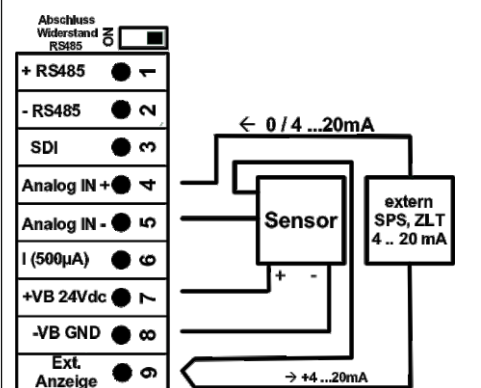 Abschluss
Widerstand
RS485
ON
+ RS485 1
- RS485 2
SDI 3
Analog IN + 4
Analog IN - 5
I (500µA) 6
+VB 24Vdc 7
-VB GND 8
Ext.
Anzeige 9
← 0 / 4 ...20mA
Sensor
+ -
extern
SPS, ZLT
4 .. 20 mA
→ +4 ...20mA